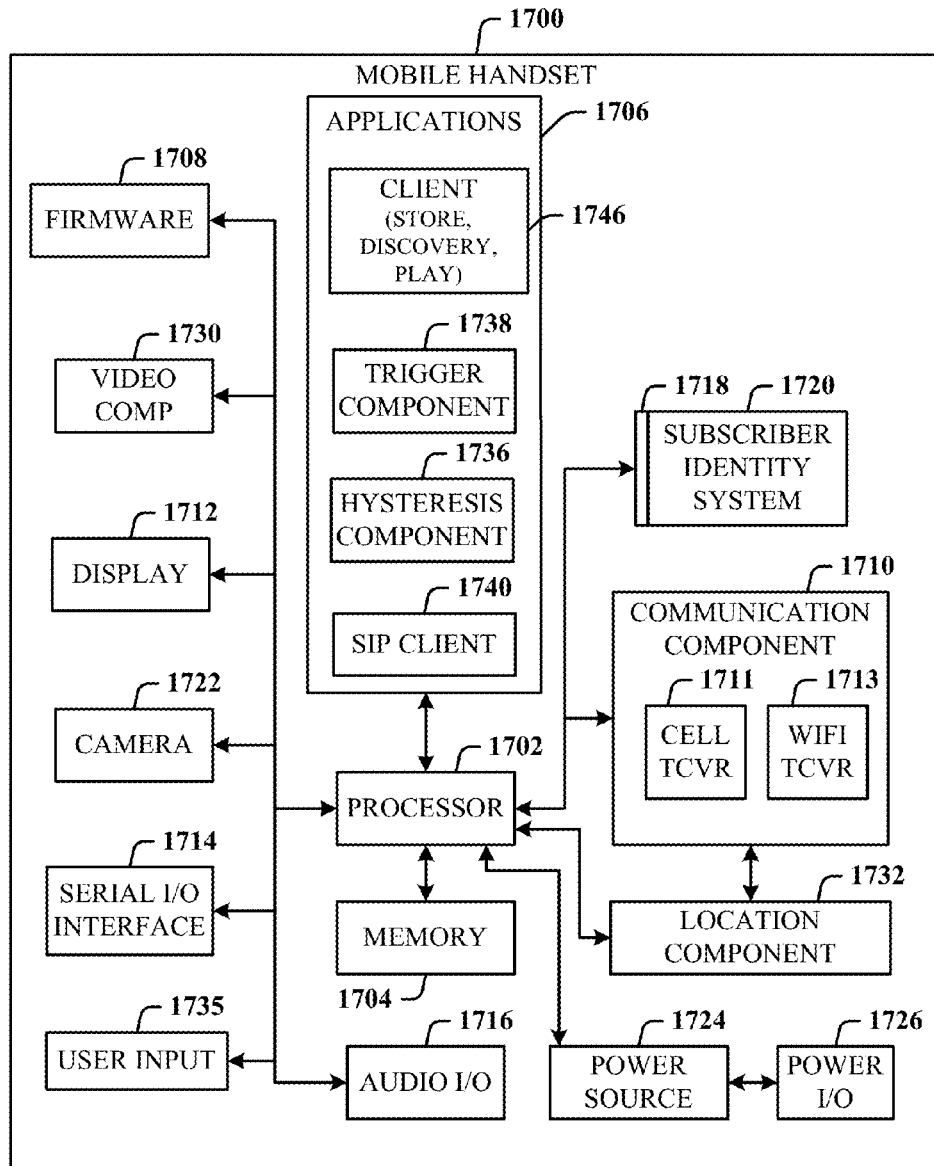 1700
MOBILE HANDSET
APPLICATIONS
1706
CLIENT
(STORE,
DISCOVERY,
PLAY)
1746
1738
TRIGGER
COMPONENT
1736
HYSTERESIS
COMPONENT
1740
SIP CLIENT
1708
FIRMWARE
1730
VIDEO
COMP
1712
DISPLAY
1722
CAMERA
1714
SERIAL I/O
INTERFACE
1735
USER INPUT
1702
PROCESSOR
MEMORY
1704
1716
AUDIO I/O
1718
1720
SUBSCRIBER
IDENTITY
SYSTEM
1710
COMMUNICATION
COMPONENT
1711
CELL
TCVR
1713
WIFI
TCVR
1732
LOCATION
COMPONENT
1724
POWER
SOURCE
1726
POWER
I/O